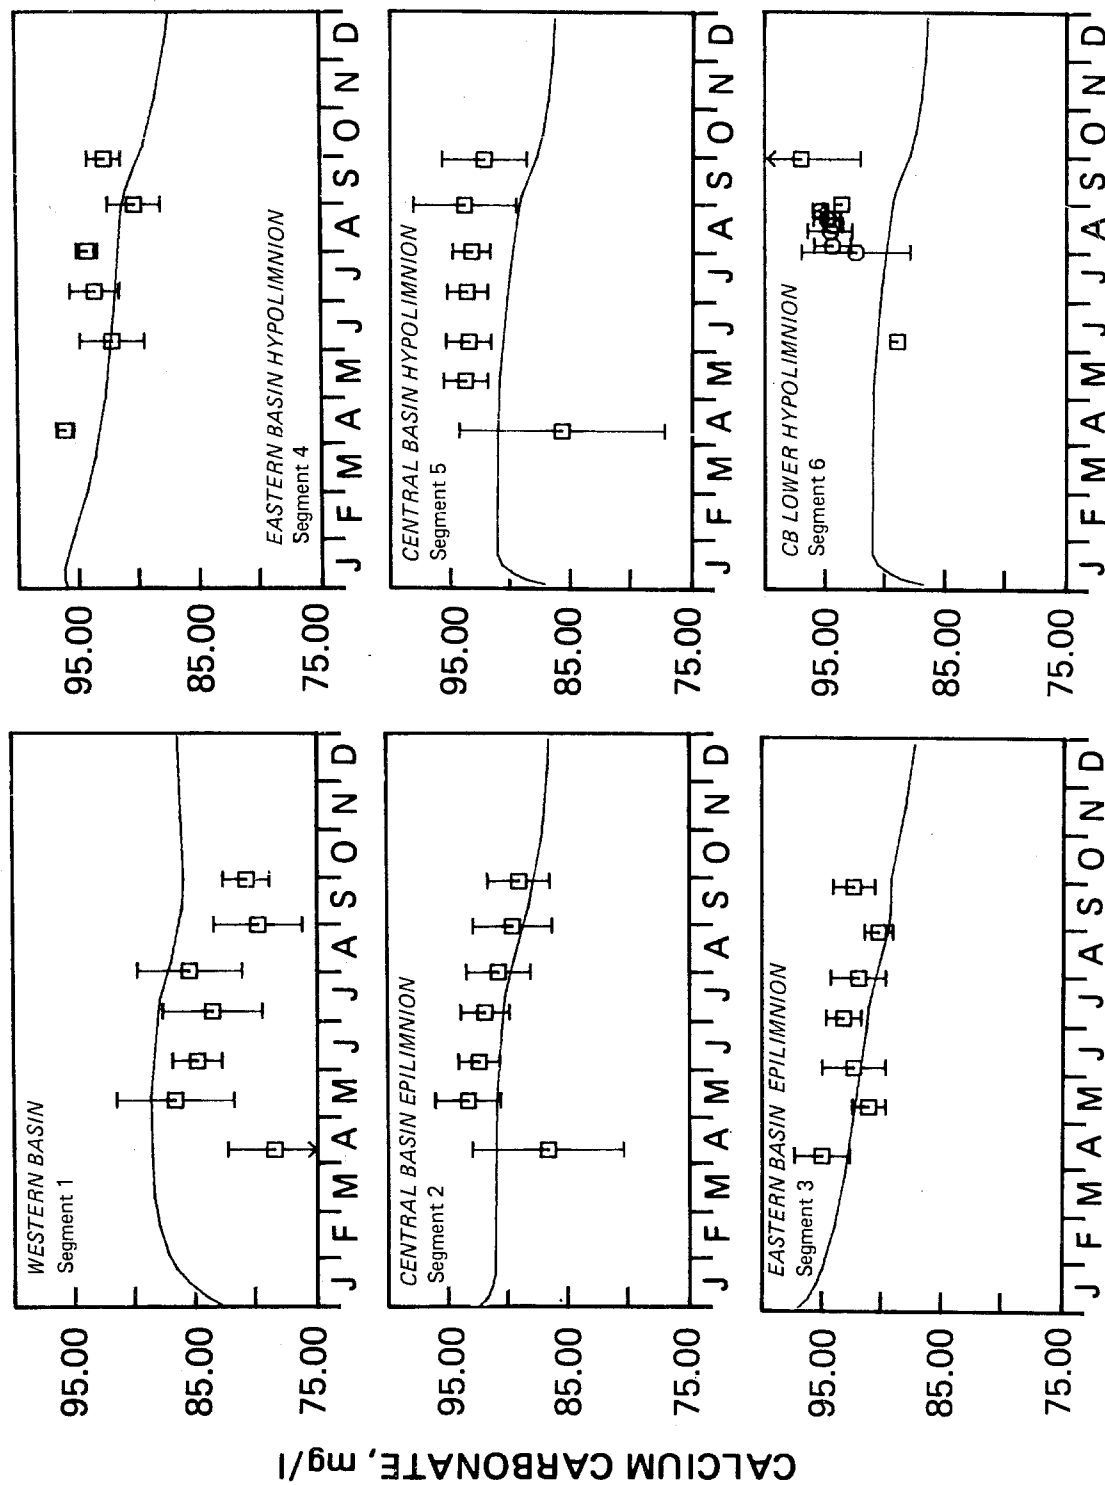 CALCIUM CARBONATE, mg/l
WESTERN BASIN
Segment 1
95.00
85.00
75.00
J F M A M J J A S O N D
CENTRAL BASIN EPILIMNION
Segment 2
95.00
85.00
75.00
J F M A M J J A S O N D
EASTERN BASIN EPILIMNION
Segment 3
95.00
85.00
75.00
J F M A M J J A S O N D
EASTERN BASIN HYPOLIMNION
Segment 4
95.00
85.00
75.00
J F M A M J J A S O N D
CENTRAL BASIN HYPOLIMNION
Segment 5
95.00
85.00
75.00
J F M A M J J A S O N D
CB LOWER HYPOLIMNION
Segment 6
95.00
85.00
75.00
J F M A M J J A S O N D